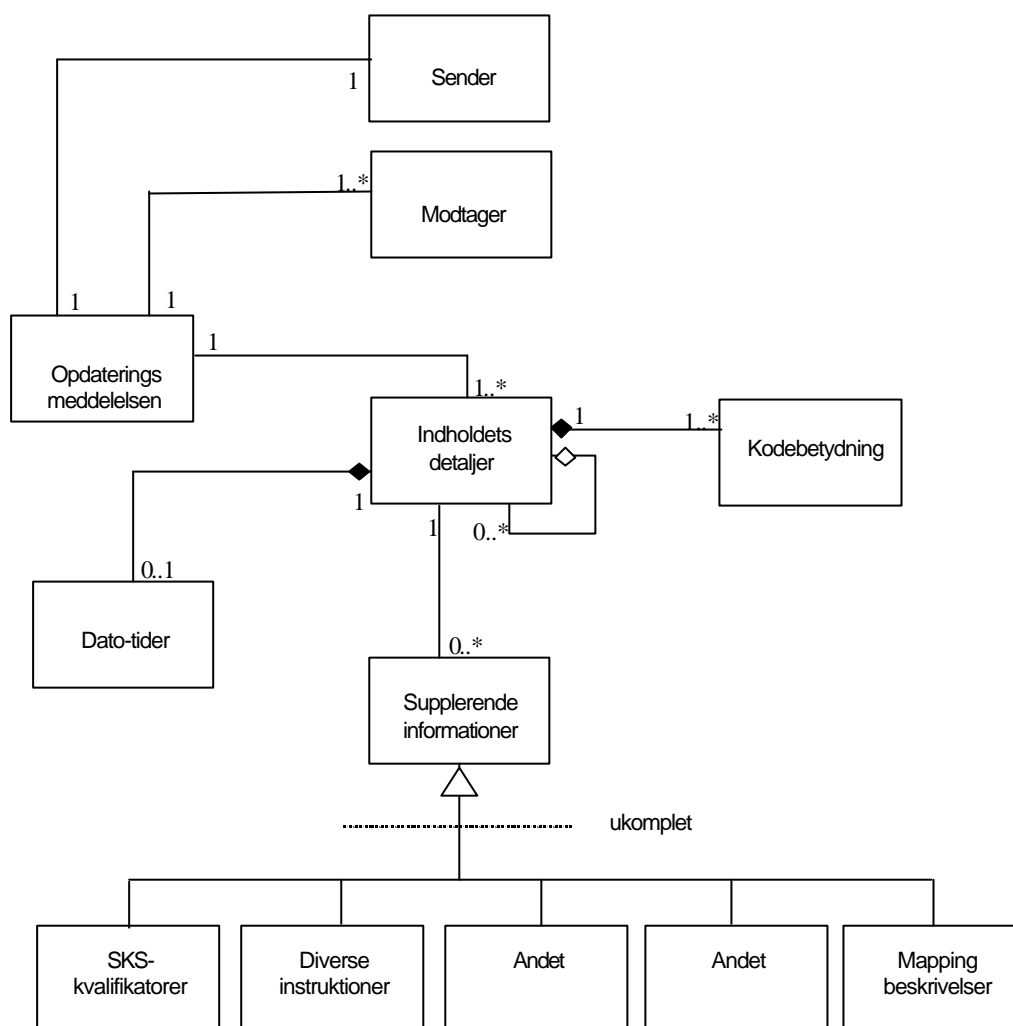 Sender
1
Modtager
1..*
1
1
Opdaterings
meddelelsen
1
1..*
Indholdets
detaljer
1
1..*
Kodebetydning
1
1
0..*
0..1
Dato-tider
0..*
Supplerende
informationer
ukomplet
SKS-
kvalifikatorer
Diverse
instruktioner
Andet
Andet
Mapping
beskrivelser